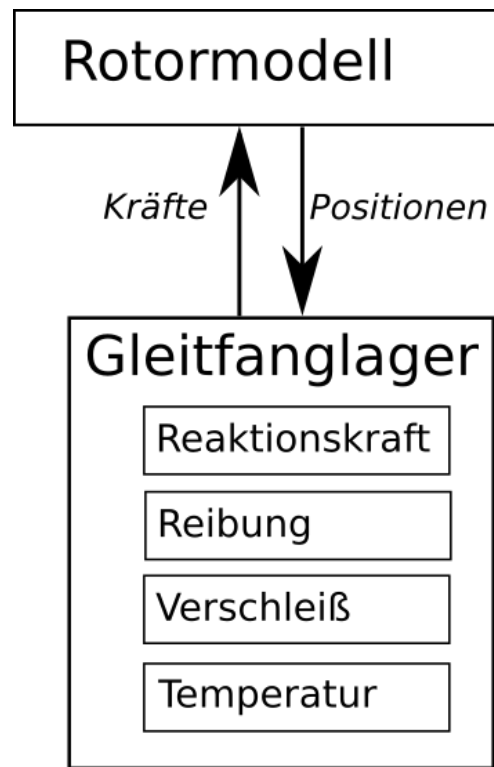 Rotormodell
Kräfte
Positionen
Gleitfanglager
Reaktionskraft
Reibung
Verschleiß
Temperatur